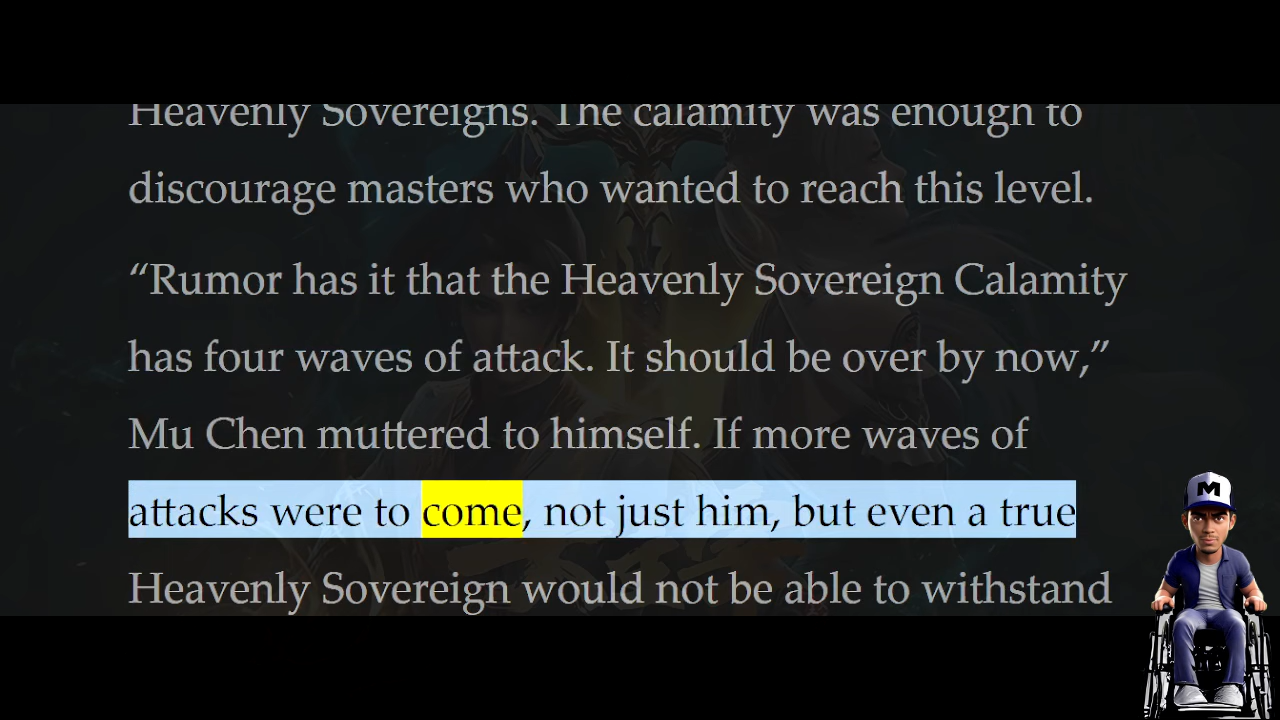 Heavenly Sovereigns. The calamity was enough to
discourage masters who wanted to reach this level.
“Rumor has it that the Heavenly Sovereign Calamity
has four waves of attack. It should be over by now,”
Mu Chen muttered to himself. If more waves of
attacks were to come, not just him, but even a true
Heavenly Sovereign would not be able to withstand
M